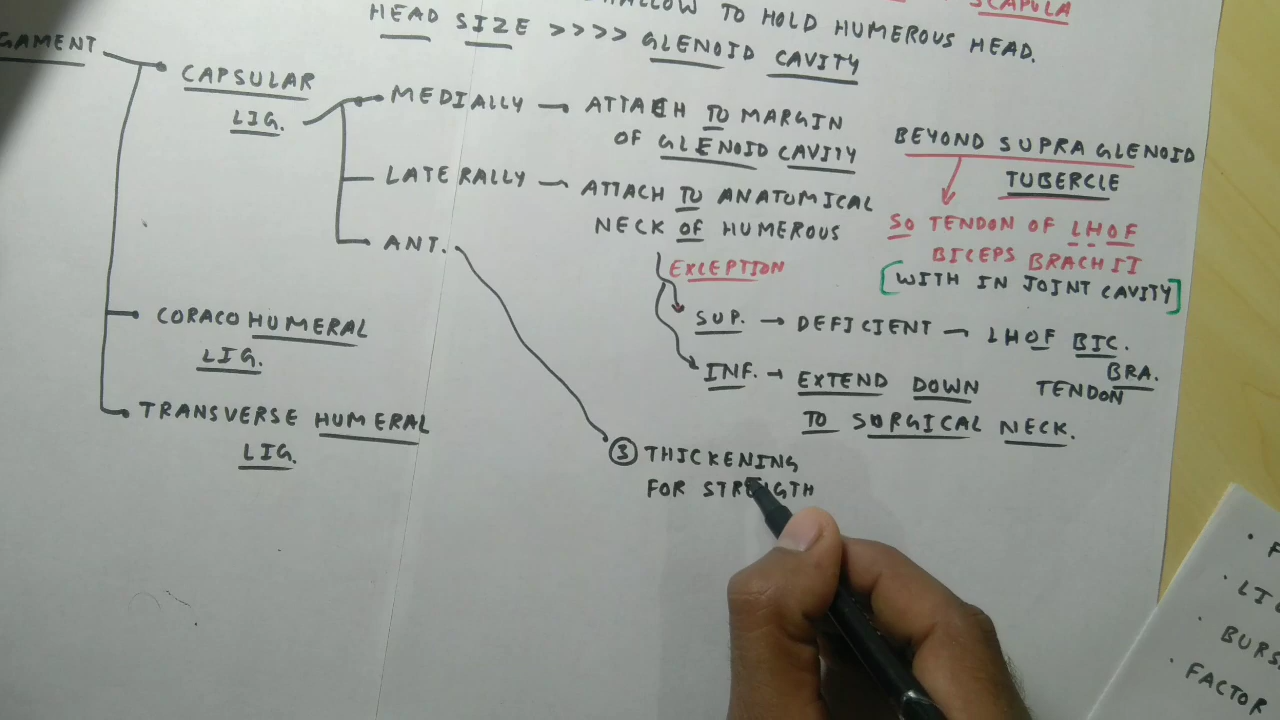 SCAPULA
TO HOLD HUMEROUS HEAD.
HEAD SIZE >>>> GLENOID CAVITY
GAMENT
CAPSULAR
LIG.
MEDIALLY — ATTACH TO MARGIN
OF GLENOID CAVITY
BEYOND SUPRA GLENOID
TUBERCLE
LATERALLY — ATTACH TO ANATOMICAL
NECK OF HUMEROUS
SO TENDON OF LHOF
BICEPS BRACHII
[WITH IN JOINT CAVITY]
ANT.
EXCEPTION
SUP. → DEFICIENT — LHOF BIC.
BRA.
TENDON
INF. → EXTEND DOWN
TO SURGICAL NECK.
CORACO HUMERAL
LIG.
TRANSVERSE HUMERAL
LIG.
③ THICKENING
FOR STRENGTH
BURS
FACTOR